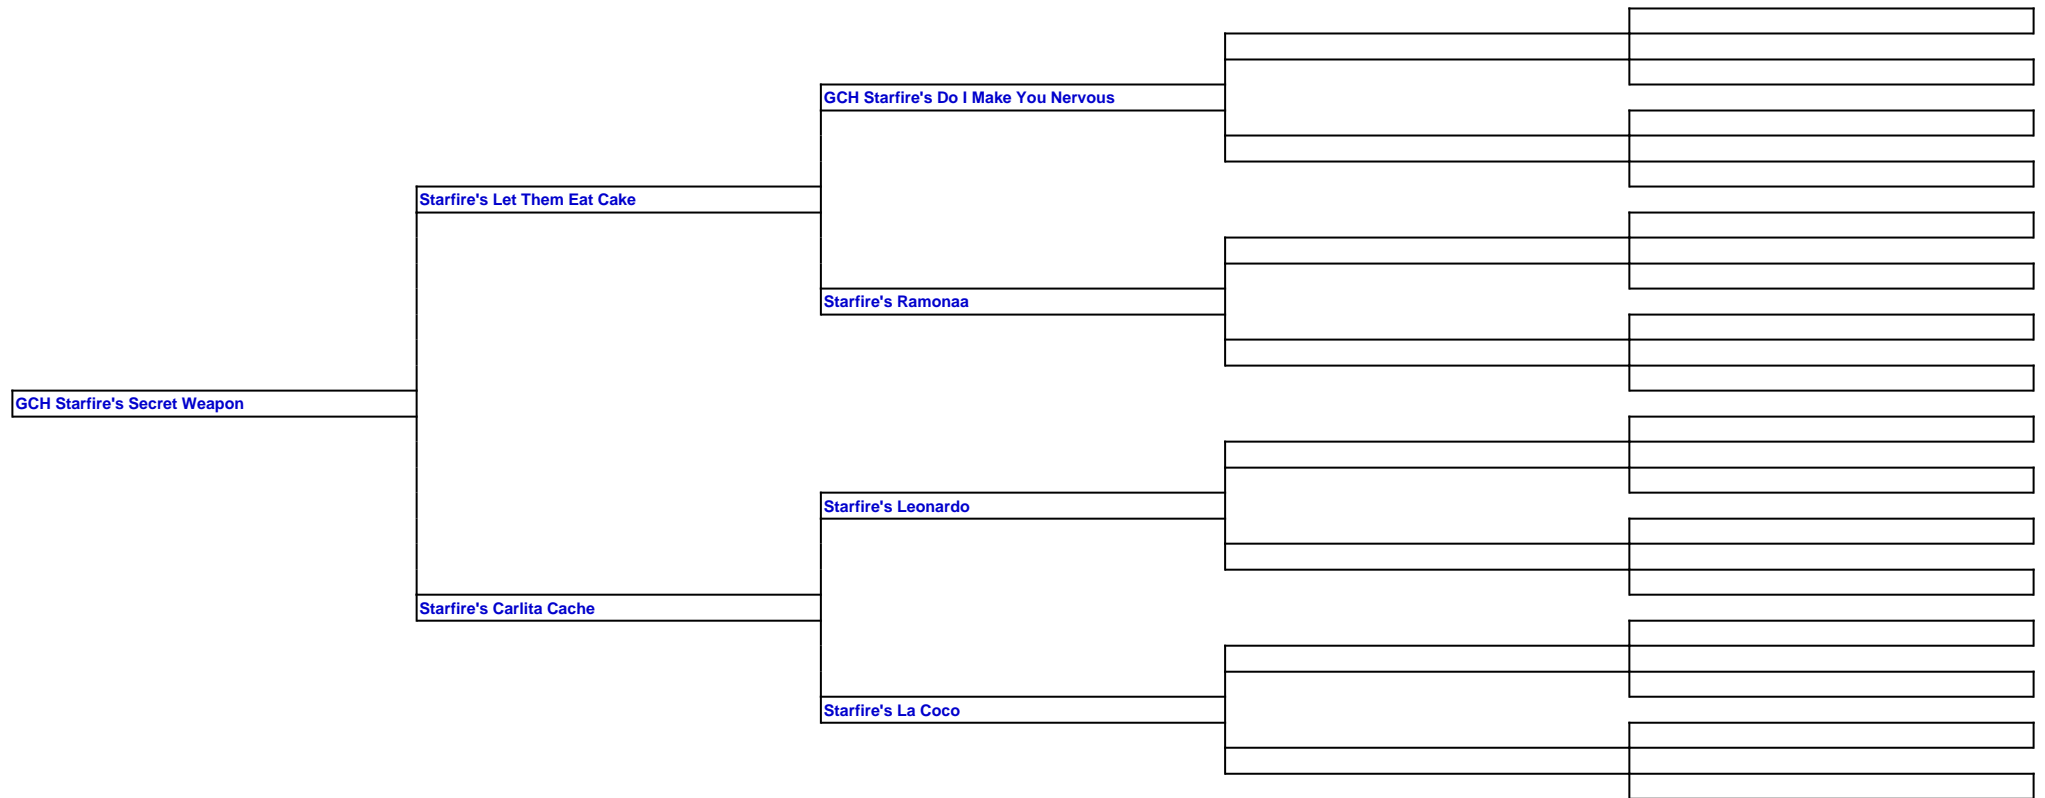 GCH Starfire's Do I Make You Nervous
Starfire's Let Them Eat Cake
Starfire's Ramonaa
GCH Starfire's Secret Weapon
Starfire's Leonardo
Starfire's Carlita Cache
Starfire's La Coco